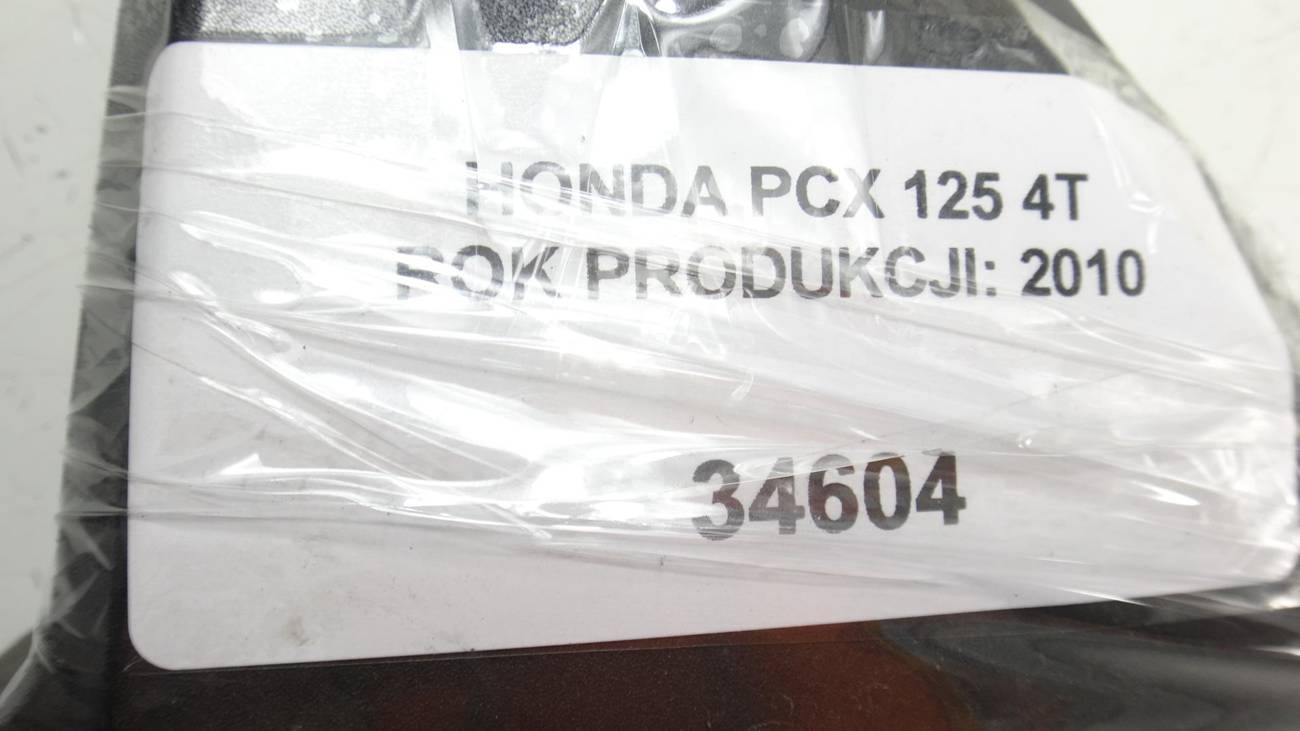 HONDA PCX 125 4T
ROK PRODUKCJI: 2010
34604